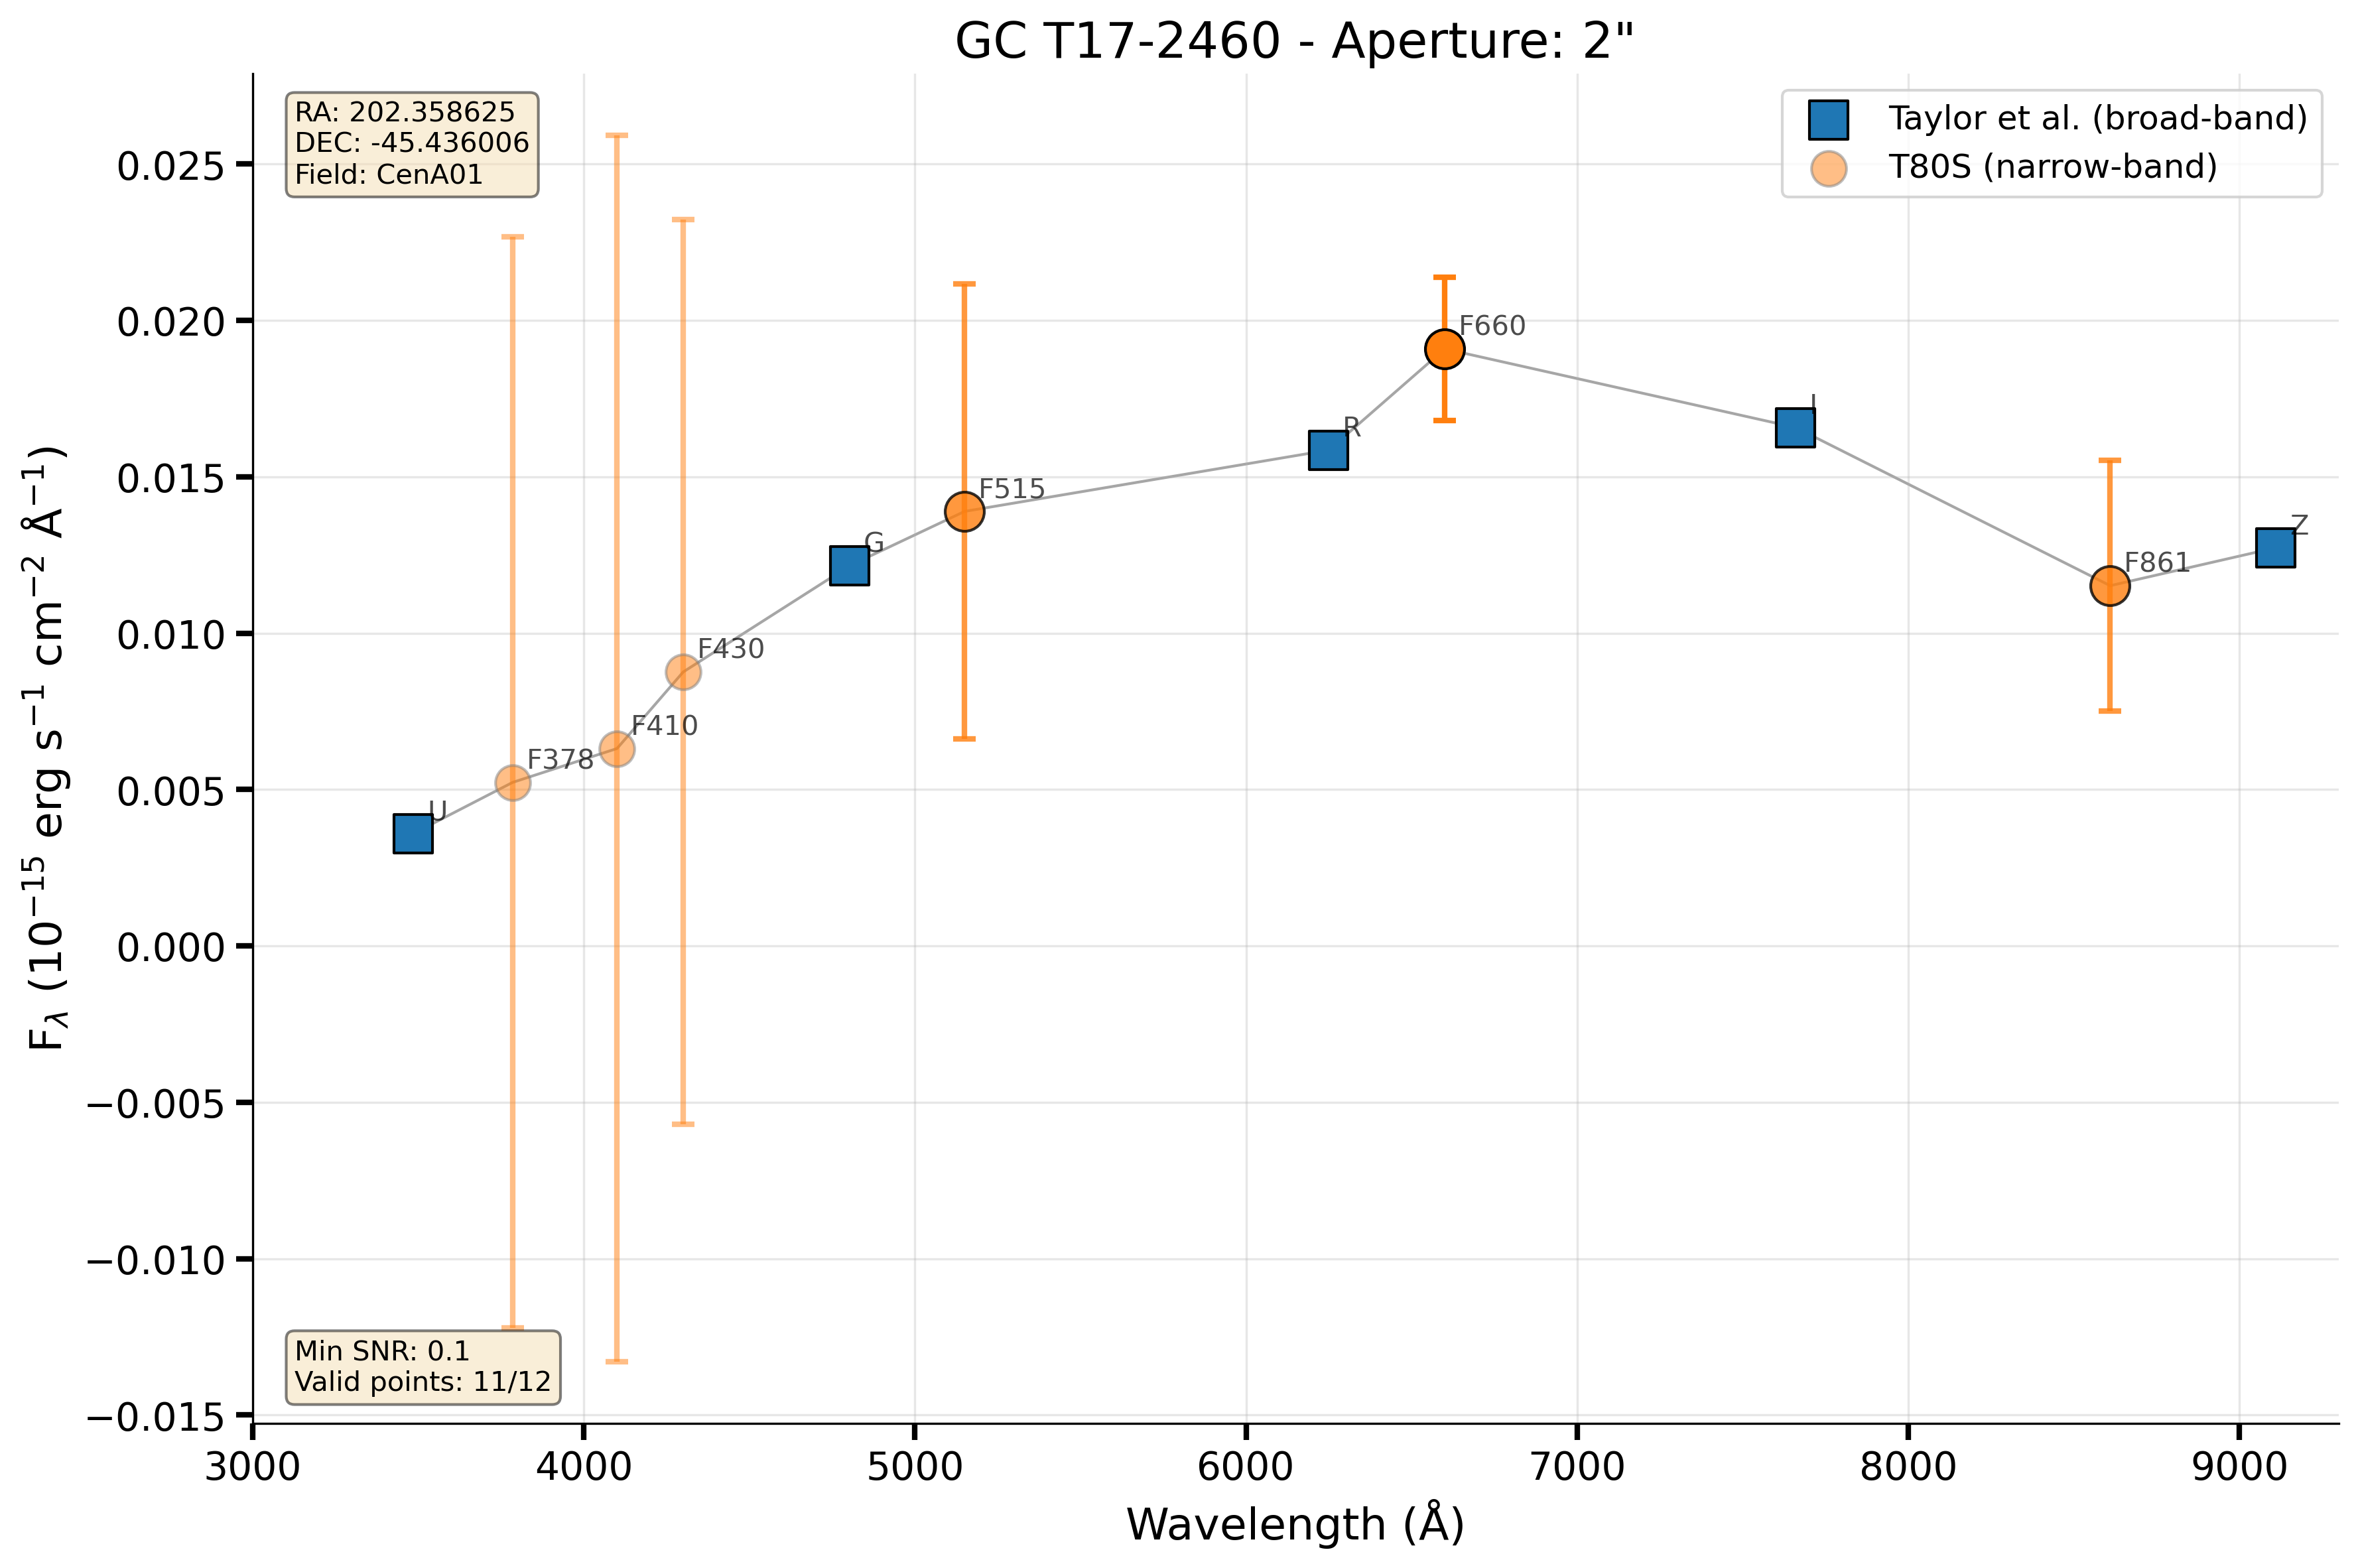 GC T17-2460 - Aperture: 2"
RA: 202.358625
DEC: -45.436006
Field: CenA01
Taylor et al. (broad-band)
T80S (narrow-band)
F_λ (10⁻¹⁵ erg s⁻¹ cm⁻² Å⁻¹)
0.025
0.020
0.015
0.010
0.005
0.000
−0.005
−0.010
−0.015
U
F378
F410
F430
G
F515
R
F660
I
F861
Z
Min SNR: 0.1
Valid points: 11/12
3000 4000 5000 6000 7000 8000 9000
Wavelength (Å)